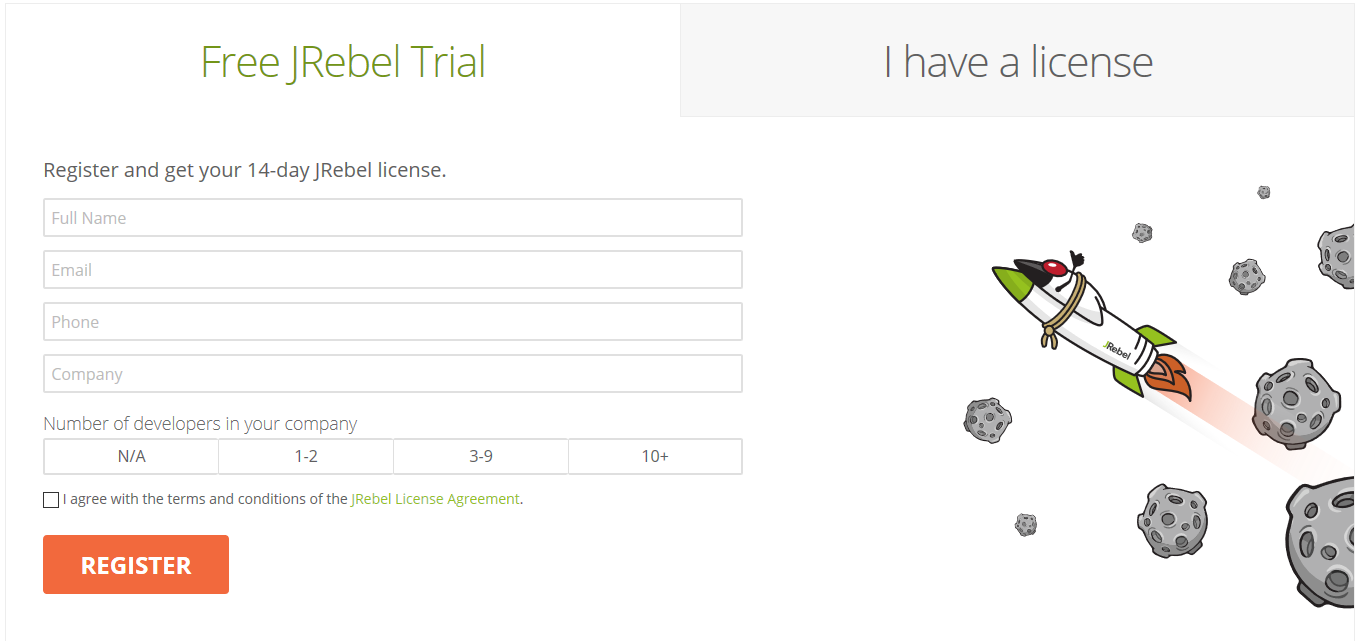 Free JRebel Trial
I have a license
Register and get your 14-day JRebel license.
Full Name
Email
Phone
Company
Number of developers in your company
N/A 1-2 3-9 10+
I agree with the terms and conditions of the JRebel License Agreement.
REGISTER
JRebel